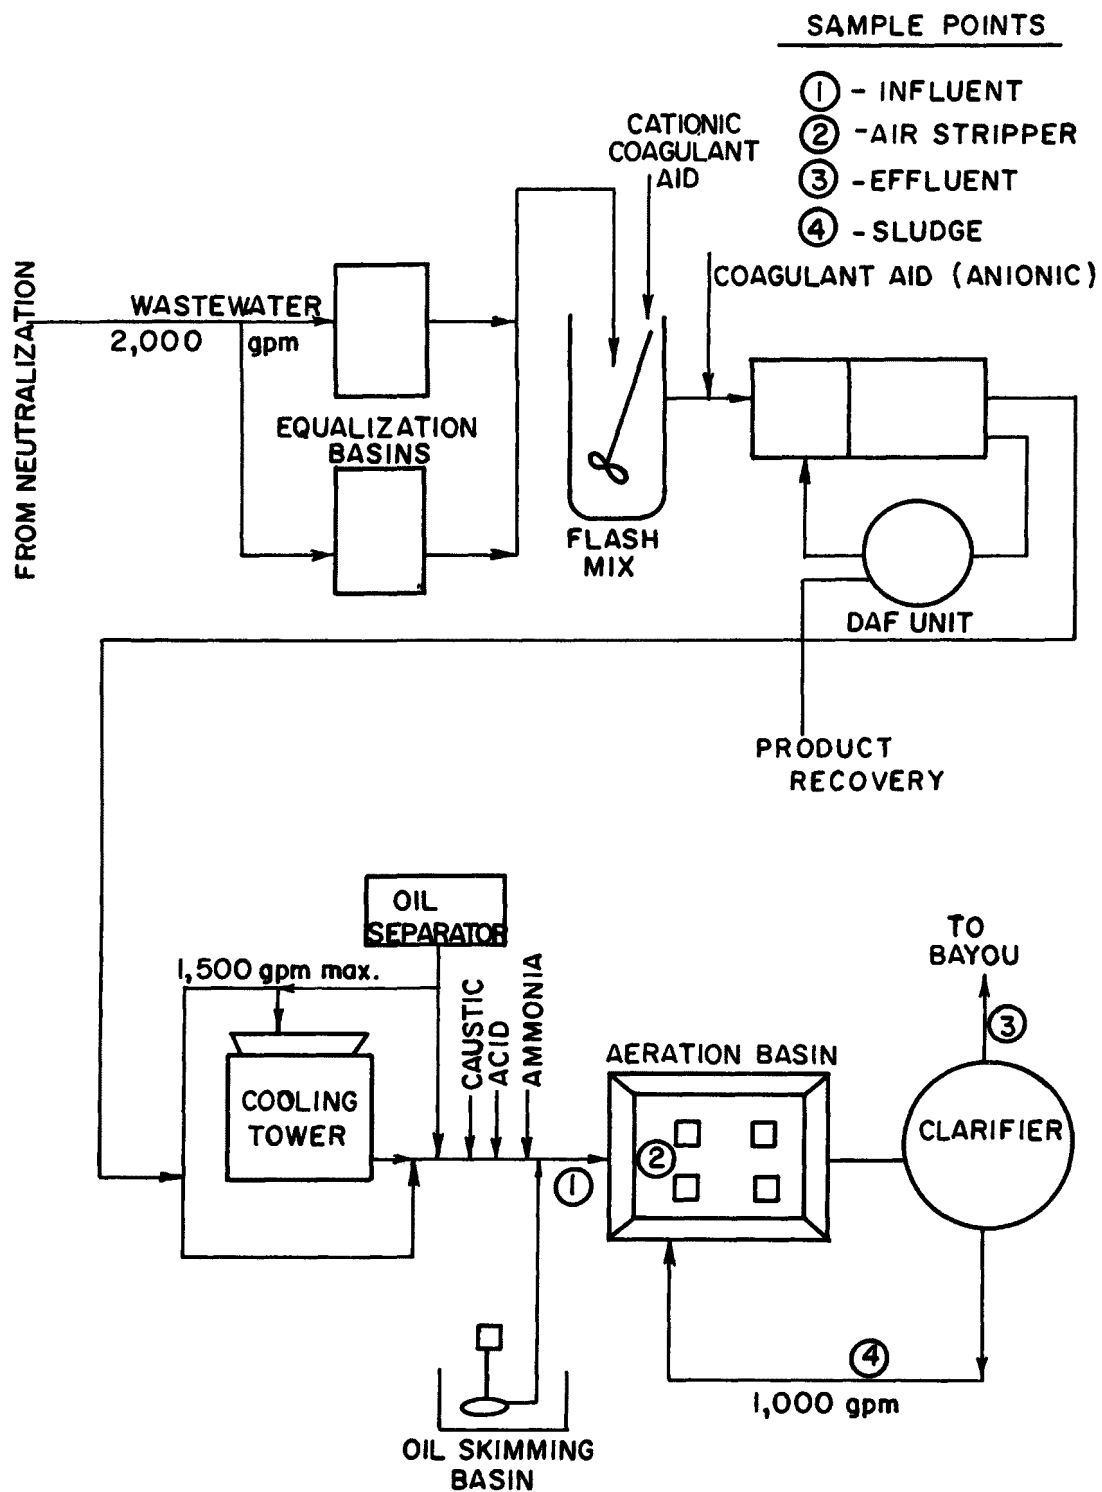 SAMPLE POINTS
1 - INFLUENT
2 - AIR STRIPPER
3 - EFFLUENT
4 - SLUDGE
CATIONIC
COAGULANT
AID
COAGULANT AID (ANIONIC)
FROM NEUTRALIZATION
WASTEWATER
2,000 gpm
EQUALIZATION
BASINS
FLASH
MIX
DAF UNIT
PRODUCT
RECOVERY
OIL
SEPARATOR
1,500 gpm max.
COOLING
TOWER
CAUSTIC
ACID
AMMONIA
1
AERATION BASIN
2
TO
BAYOU
3
CLARIFIER
4
1,000 gpm
OIL SKIMMING
BASIN